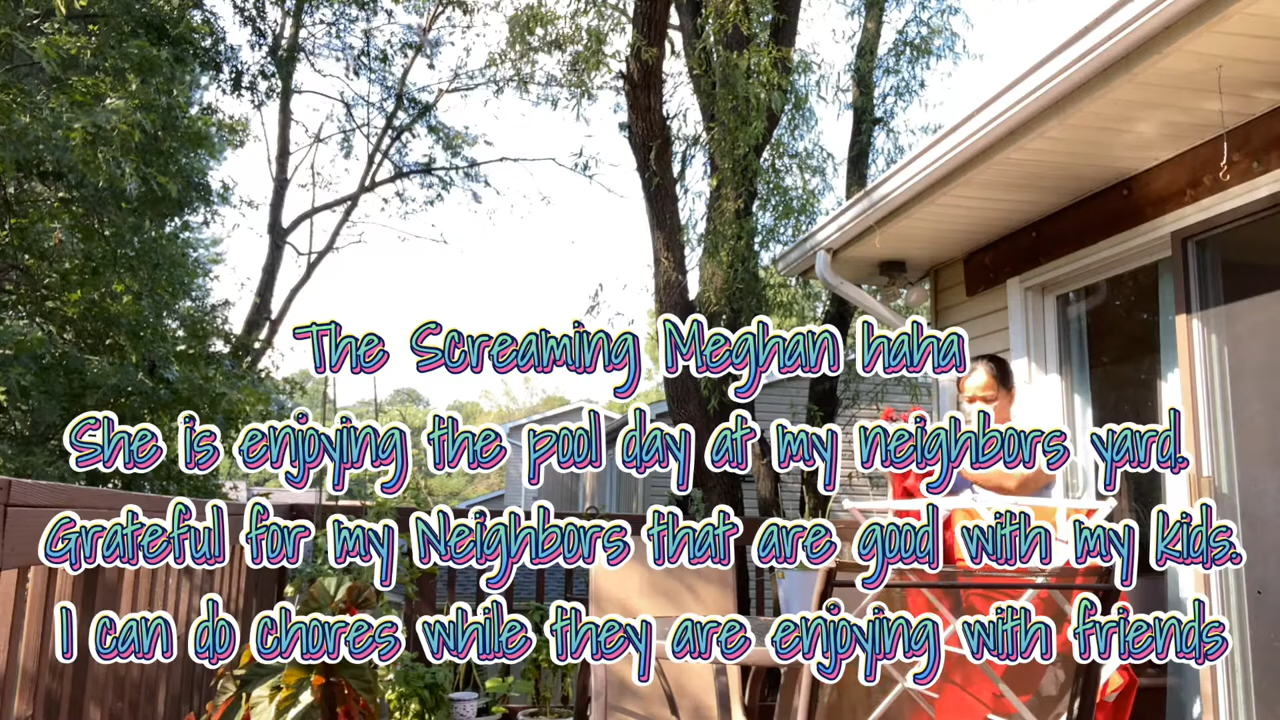 The Screaming Meghan haha
She is enjoying the pool day at my neighbors yard.
Grateful for my Neighbors that are good with my kids.
I can do chores while they are enjoying with friends